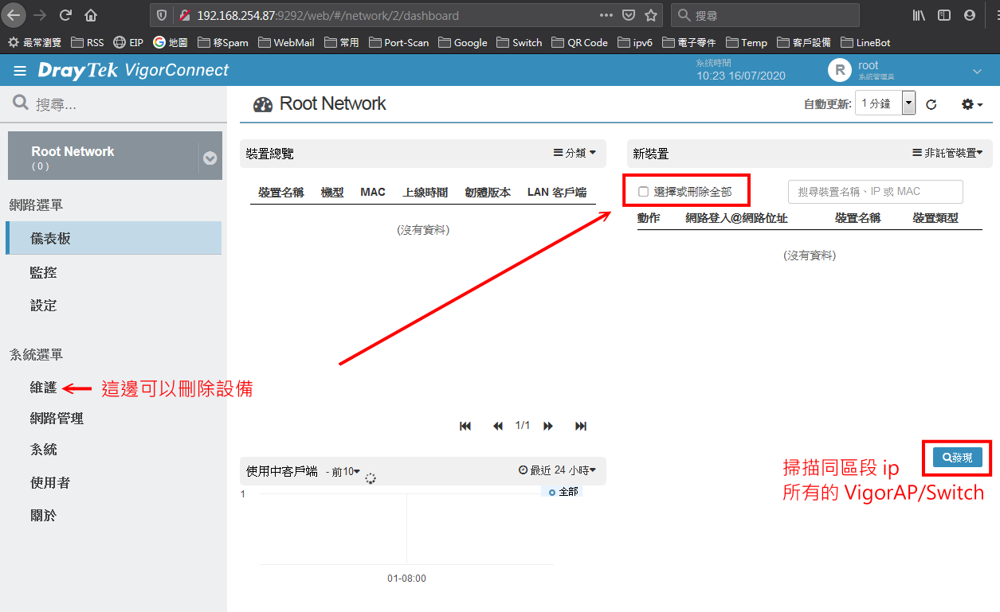 192.168.254.87:9292/web/#/network/2/dashboard
搜尋
最常瀏覽 RSS EIP 地圖 移Spam WebMail 常用 Port-Scan Google Switch QR Code ipv6 電子零件 Temp 客戶設備 LineBot
DrayTek VigorConnect
系統時間
10:23 16/07/2020
R
root
系統管理員
搜尋...
Root Network
自動更新: 1 分鐘
Root Network
( 0 )
網路選單
儀表板
監控
設定
系統選單
維護
這邊可以刪除設備
網路管理
系統
使用者
關於
裝置總覽
分類
裝置名稱 機型 MAC 上線時間 韌體版本 LAN 客戶端
(沒有資料)
1/1
新裝置
非託管裝置
選擇或刪除全部
搜尋裝置名稱、IP 或 MAC
動作 網路登入@網路位址 裝置名稱 裝置類型
(沒有資料)
發現
掃描同區段 ip
所有的 VigorAP/Switch
使用中客戶端 - 前10
最近 24 小時
全部
1
01-08:00